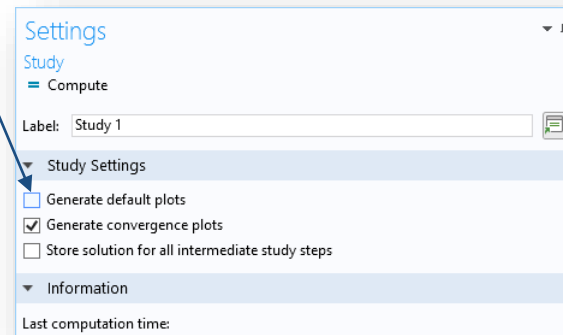 Settings
Study
= Compute
Label: Study 1
Study Settings
Generate default plots
Generate convergence plots
Store solution for all intermediate study steps
Information
Last computation time: